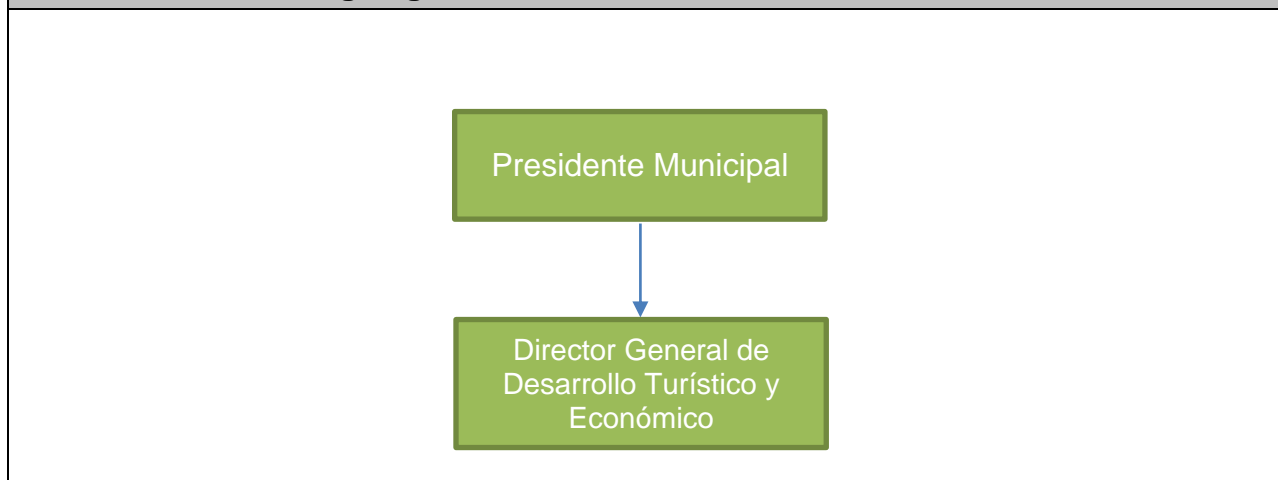 Presidente Municipal
Director General de
Desarrollo Turístico y
Económico